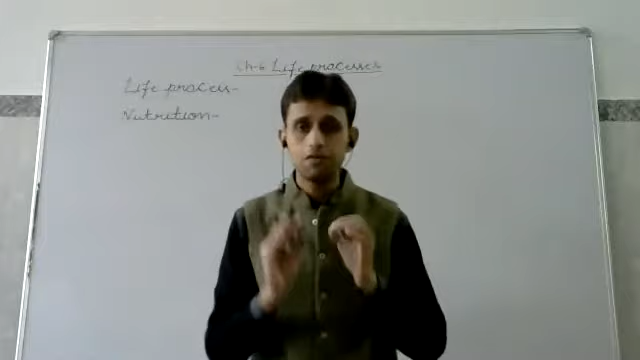 Ch-6 Life processes
Life process-
Nutrition-